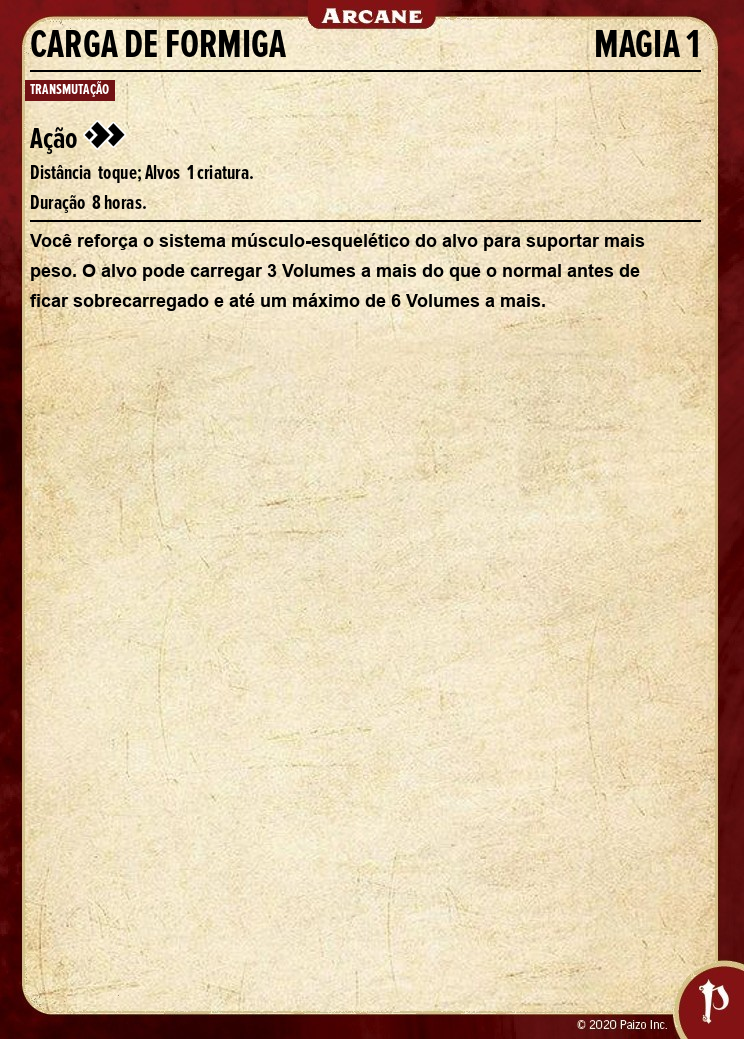 ARCANE
CARGA DE FORMIGA MAGIA 1
TRANSMUTAÇÃO
Ação
Distância toque; Alvos 1 criatura.
Duração 8 horas.
Você reforça o sistema músculo-esquelético do alvo para suportar mais
peso. O alvo pode carregar 3 Volumes a mais do que o normal antes de
ficar sobrecarregado e até um máximo de 6 Volumes a mais.
© 2020 Paizo Inc.
P